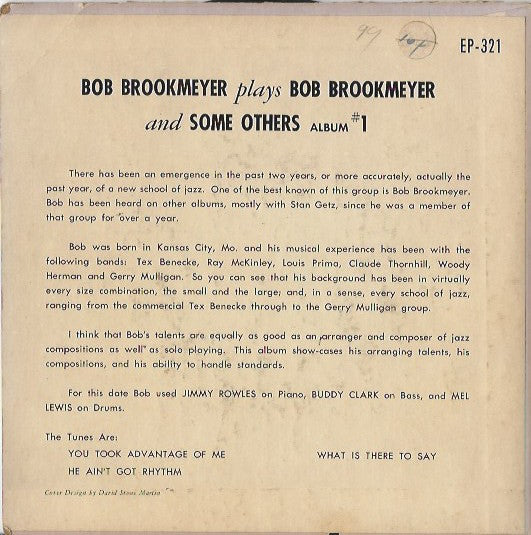 99
EP-321
BOB BROOKMEYER plays BOB BROOKMEYER
and SOME OTHERS ALBUM #1
There has been an emergence in the past two years, or more accurately, actually the
past year, of a new school of jazz. One of the best known of this group is Bob Brookmeyer.
Bob has been heard on other albums, mostly with Stan Getz, since he was a member of
that group for over a year.
Bob was born in Kansas City, Mo. and his musical experience has been with the
following bands: Tex Benecke, Ray McKinley, Louis Prima, Claude Thornhill, Woody
Herman and Gerry Mulligan. So you can see that his background has been in virtually
every size combination, the small and the large; and, in a sense, every school of jazz,
ranging from the commercial Tex Benecke through to the Gerry Mulligan group.
I think that Bob's talents are equally as good as an arranger and composer of jazz
compositions as well as solo playing. This album show-cases his arranging talents, his
compositions, and his ability to handle standards.
For this date Bob used JIMMY ROWLES on Piano, BUDDY CLARK on Bass, and MEL
LEWIS on Drums.
The Tunes Are:
YOU TOOK ADVANTAGE OF ME WHAT IS THERE TO SAY
HE AIN'T GOT RHYTHM
Cover Design by David Stone Martin